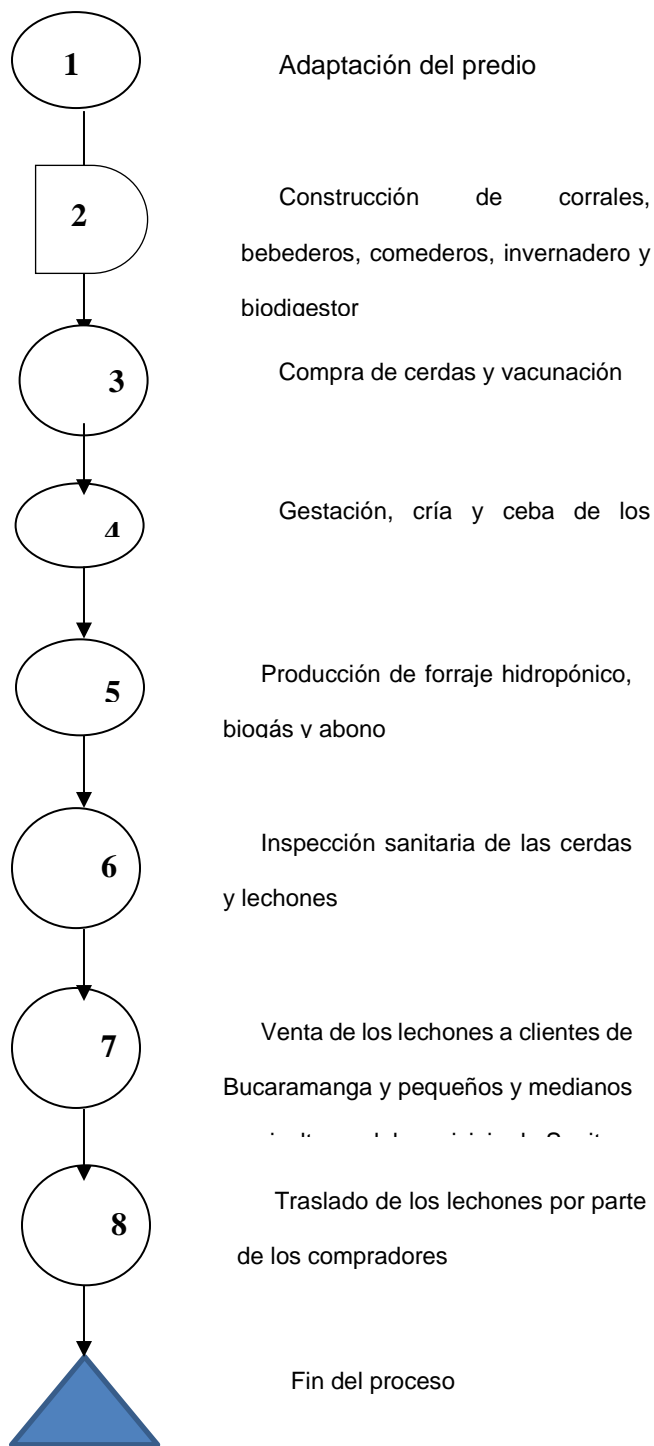 1
Adaptación del predio
2
Construcción de corrales,
bebederos, comederos, invernadero y
biodigestor
3
Compra de cerdas y vacunación
4
Gestación, cría y ceba de los
5
Producción de forraje hidropónico,
biogás y abono
6
Inspección sanitaria de las cerdas
y lechones
7
Venta de los lechones a clientes de
Bucaramanga y pequeños y medianos
8
Traslado de los lechones por parte
de los compradores
Fin del proceso